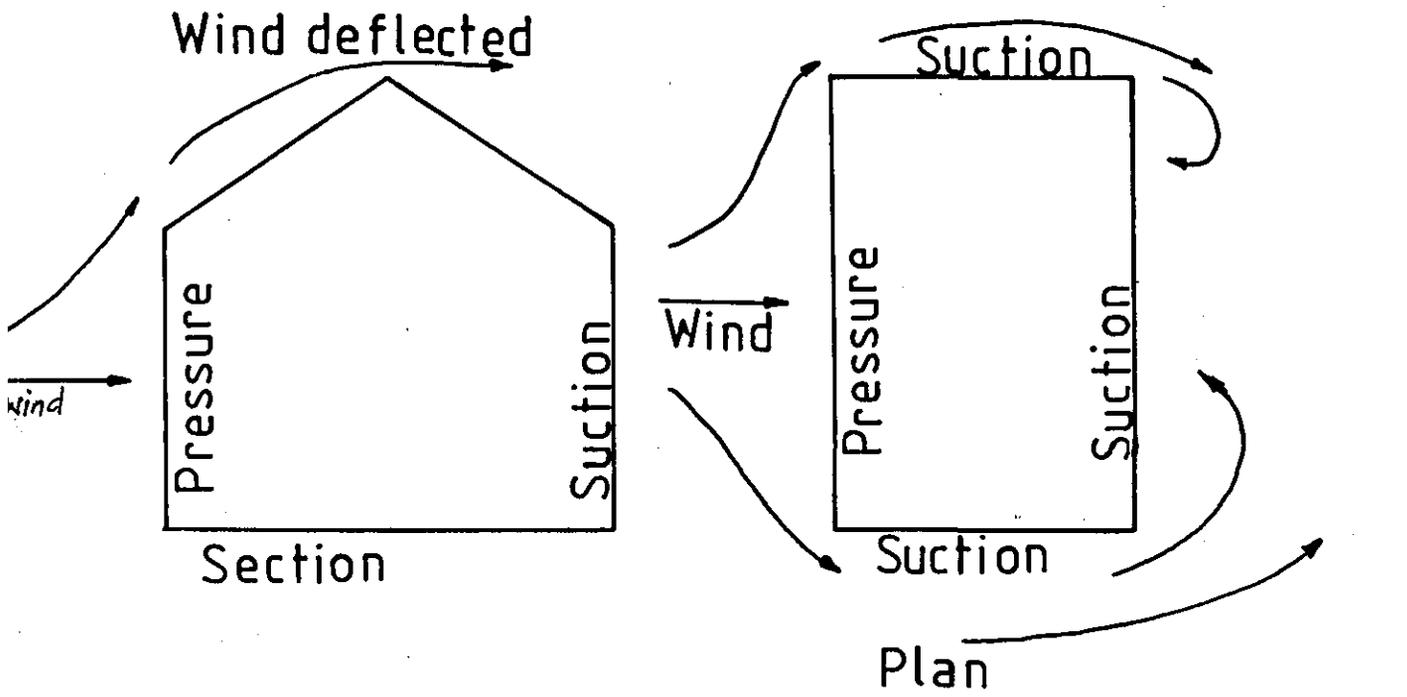 Wind deflected
Pressure
Suction
wind
Section
Suction
Wind
Pressure
Suction
Suction
Plan